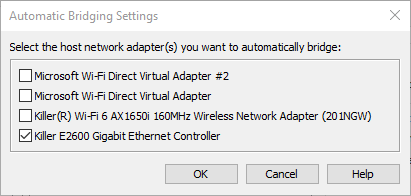 Automatic Bridging Settings
Select the host network adapter(s) you want to automatically bridge:
Microsoft Wi-Fi Direct Virtual Adapter #2
Microsoft Wi-Fi Direct Virtual Adapter
Killer(R) Wi-Fi 6 AX1650i 160MHz Wireless Network Adapter (201NGW)
Killer E2600 Gigabit Ethernet Controller
OK Cancel Help